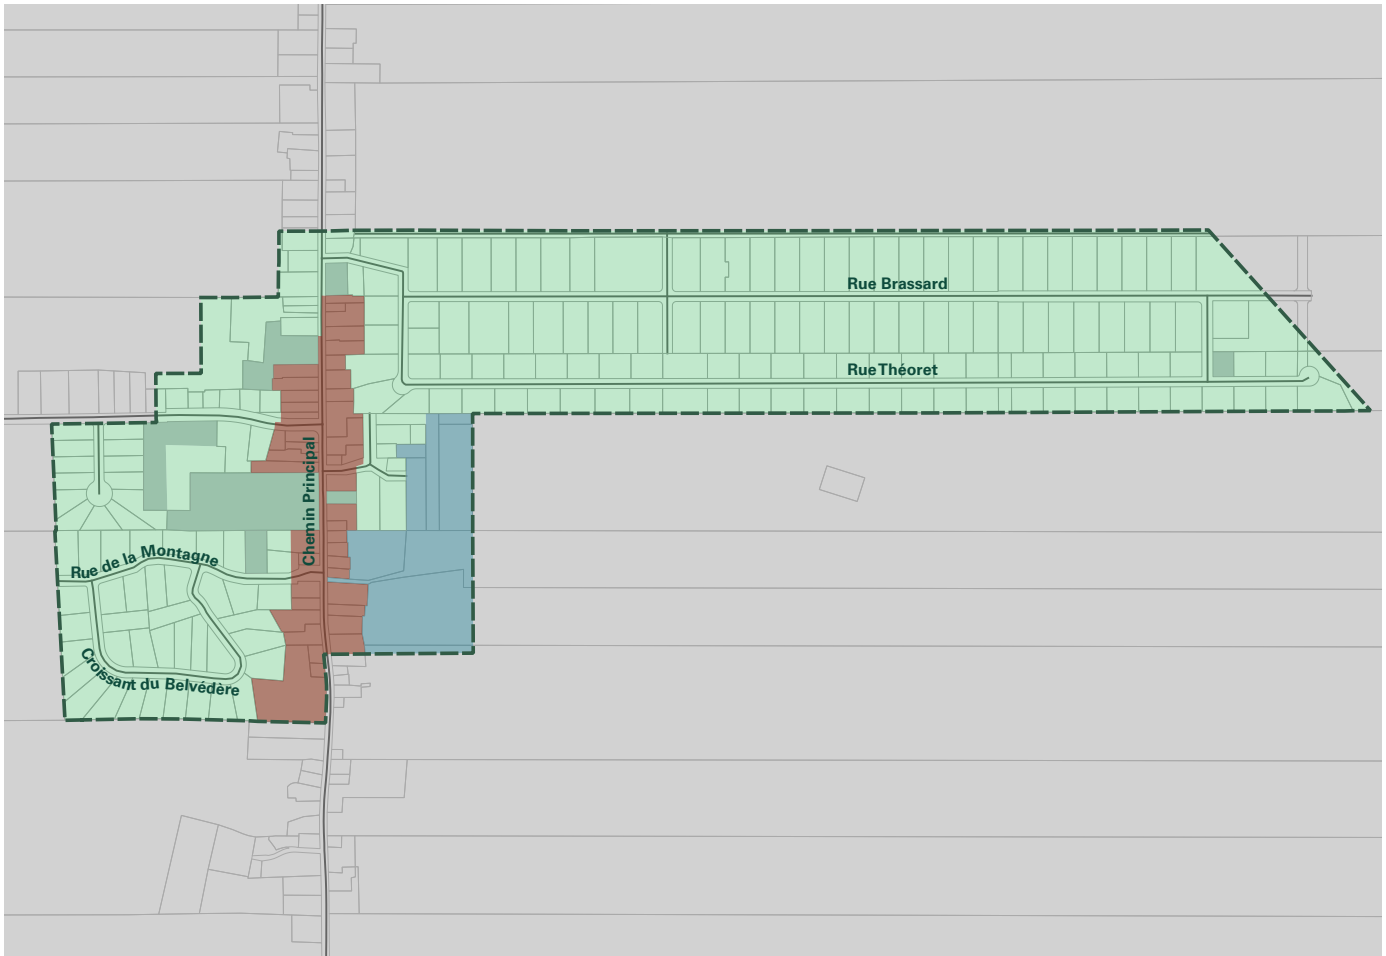 Rue Brassard
Rue Théoret
Chemin Principal
Rue de la Montagne
Croissant du Belvédère